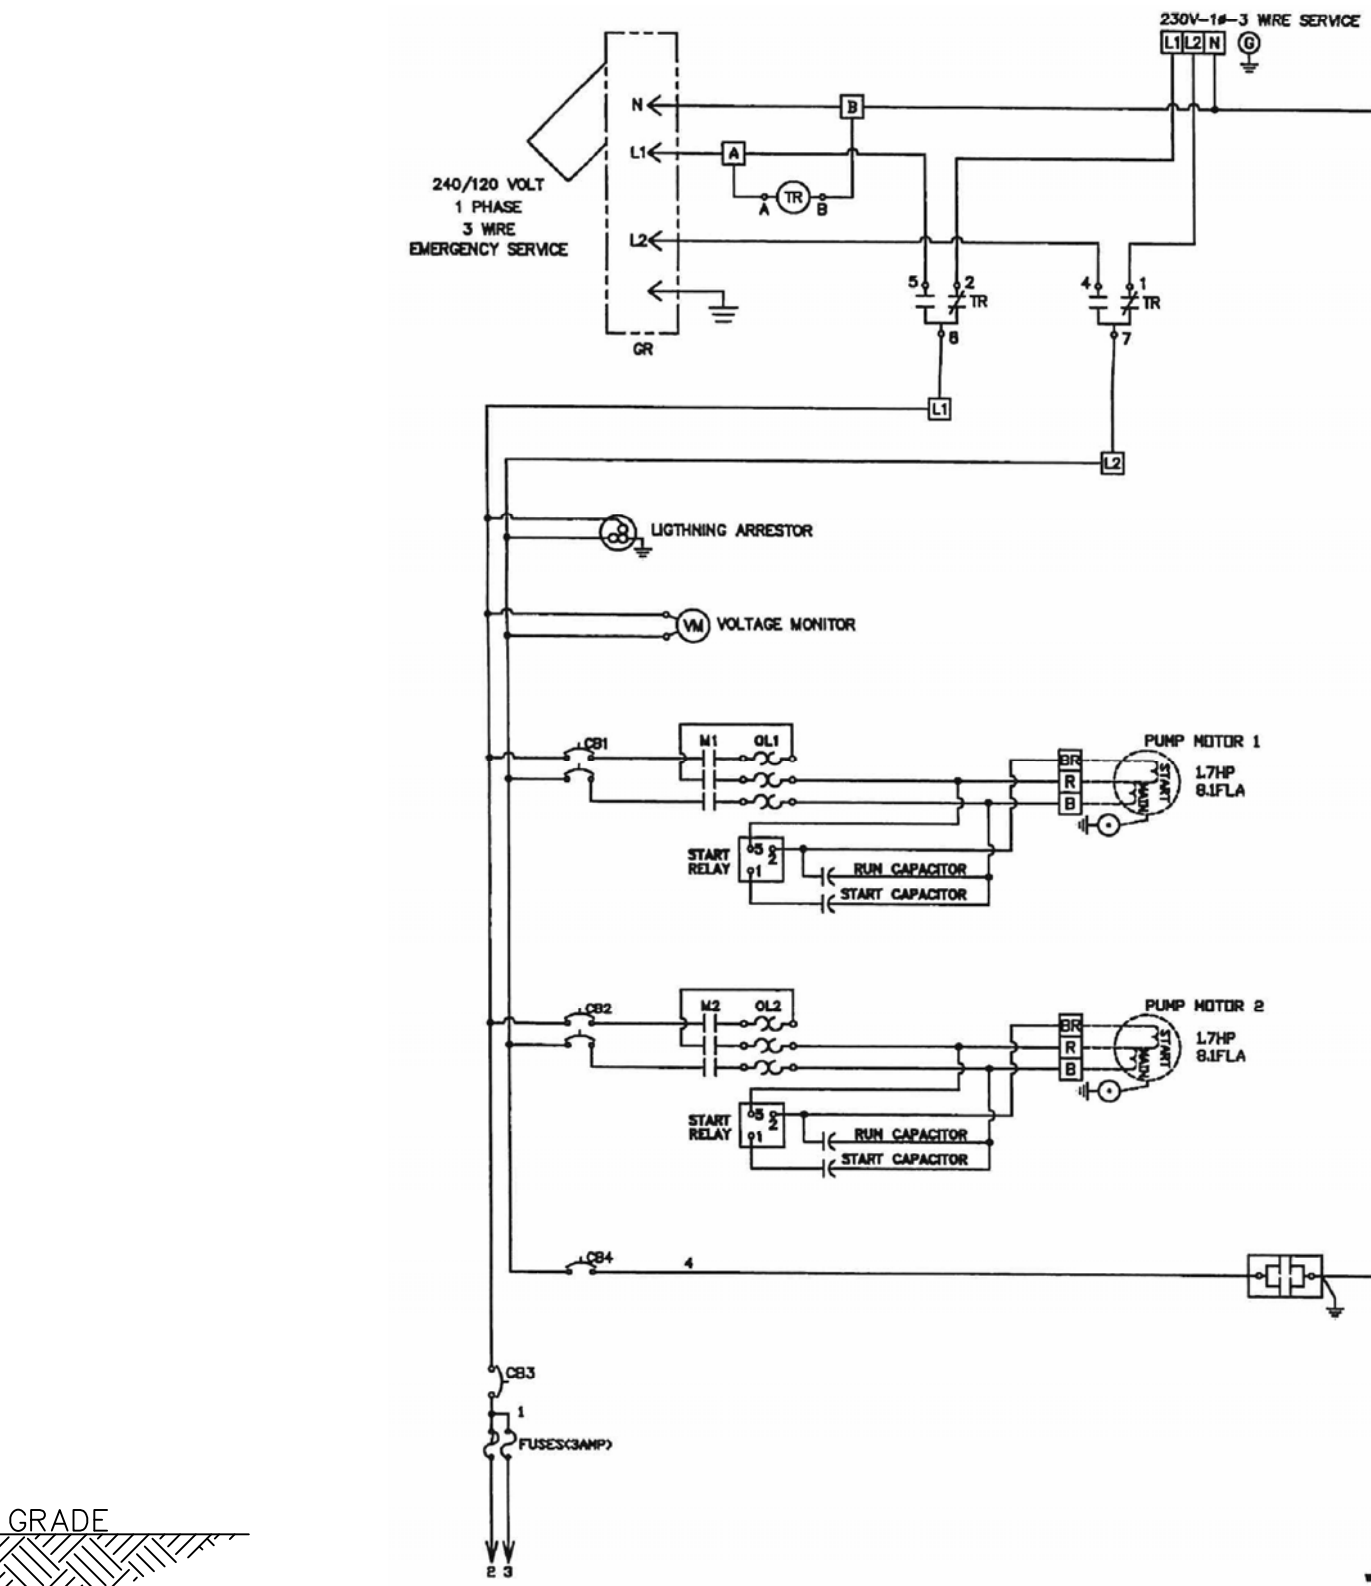 230V-1ø-3 WIRE SERVICE
L1 L2 N G
N
B
L1
A
240/120 VOLT
1 PHASE
3 WIRE
EMERGENCY SERVICE
A TR B
L2
5 2 TR
4 1 TR
6
7
GR
L1
L2
LIGTHNING ARRESTOR
VM VOLTAGE MONITOR
CB1
M1 OL1
PUMP MOTOR 1
1.7HP
8.1FLA
BR
R
B
START
MAIN
START
RELAY
5 2
1
RUN CAPACITOR
START CAPACITOR
CB2
M2 OL2
PUMP MOTOR 2
1.7HP
8.1FLA
BR
R
B
START
MAIN
START
RELAY
5 2
1
RUN CAPACITOR
START CAPACITOR
CB4
4
CB3
1
FUSES(3AMP)
GRADE
2 3